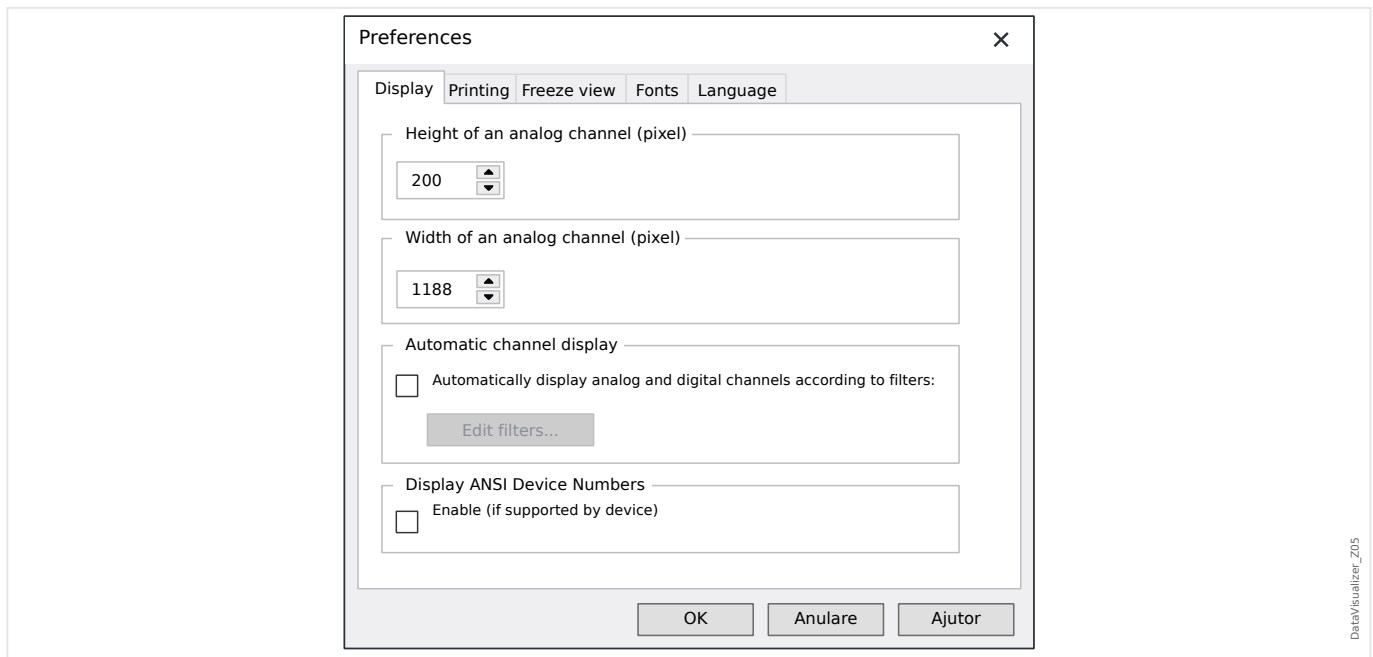 Preferences
Display Printing Freeze view Fonts Language
Height of an analog channel (pixel)
200
Width of an analog channel (pixel)
1188
Automatic channel display
Automatically display analog and digital channels according to filters:
Edit filters...
Display ANSI Device Numbers
Enable (if supported by device)
OK Anulare Ajutor
DataVisualizer_Z05